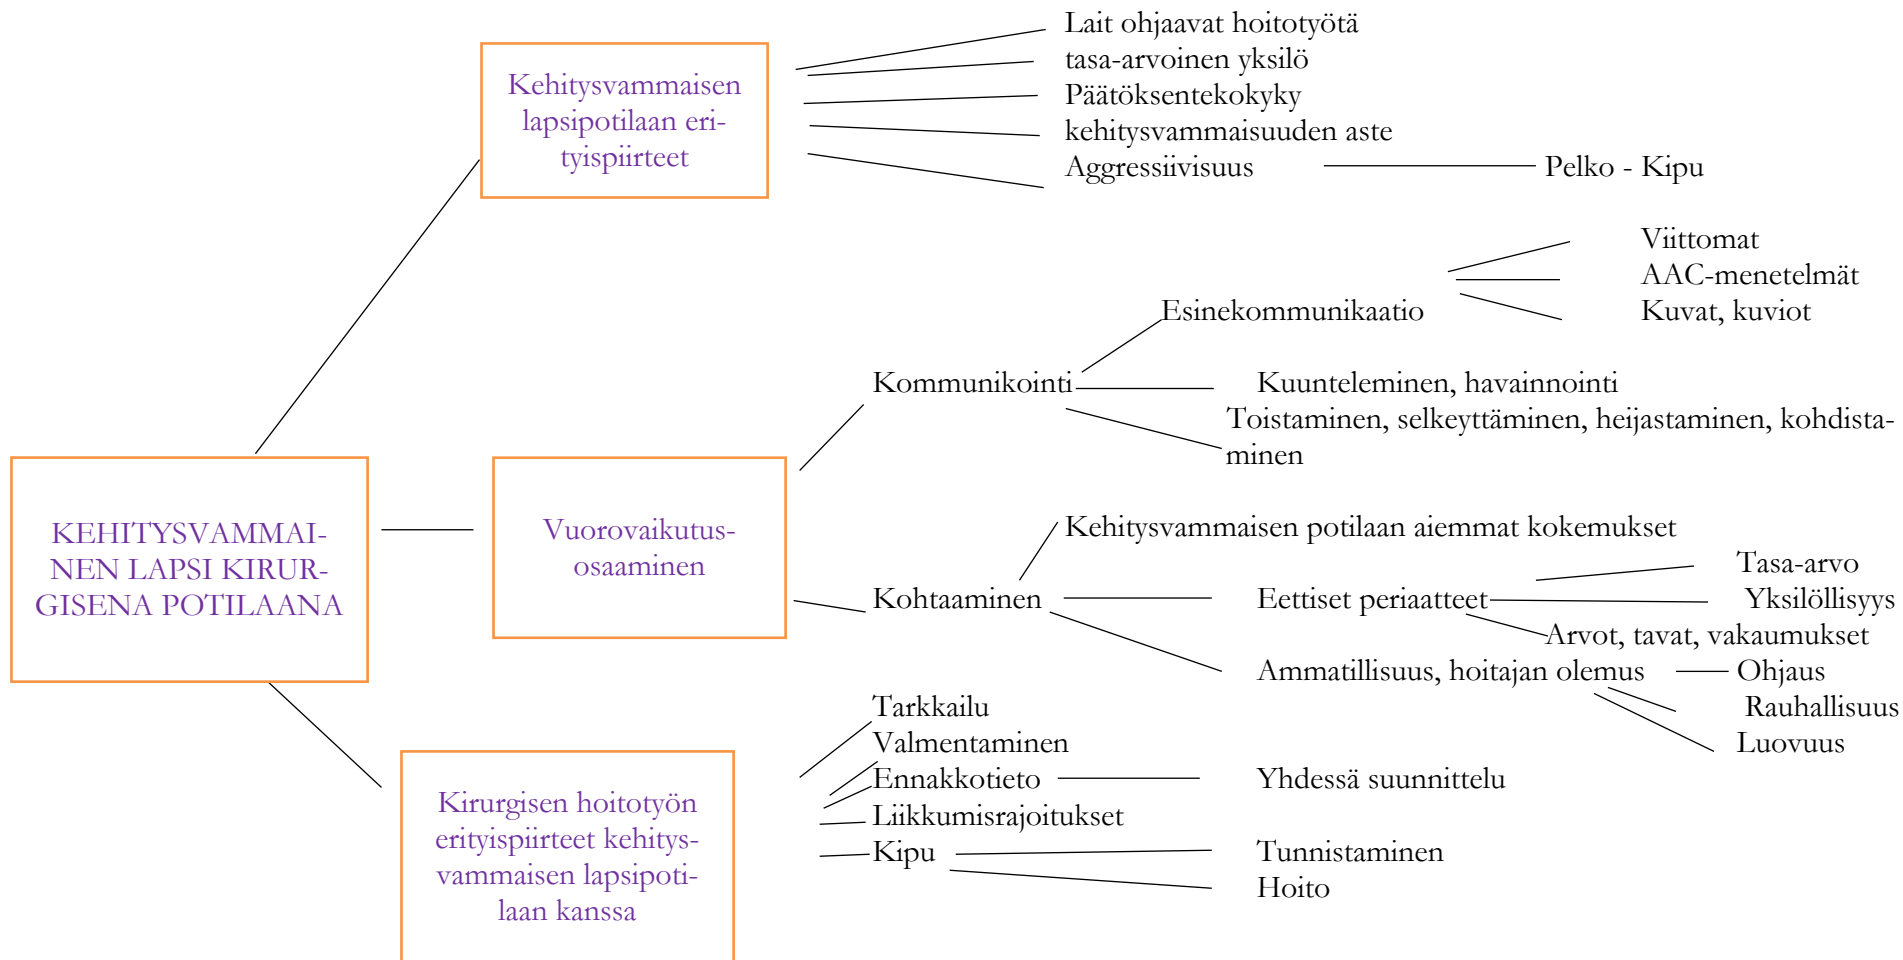 Lait ohjaavat hoitotyötä
tasa-arvoinen yksilö
Päätöksentekokyky
kehitysvammaisuuden aste
Aggressiivisuus
Pelko - Kipu
Kehitysvammaisen
lapsipotilaan eri-
tyispiirteet
Viittomat
AAC-menetelmät
Kuvat, kuviot
Esinekommunikaatio
Kommunikointi
Kuunteleminen, havainnointi
Toistaminen, selkeyttäminen, heijastaminen, kohdista-
minen
KEHITYSVAMMAI-
NEN LAPSI KIRUR-
GISENA POTILAANA
Vuorovaikutus-
osaaminen
Kehitysvammaisen potilaan aiemmat kokemukset
Kohtaaminen
Eettiset periaatteet
Tasa-arvo
Yksilöllisyys
Arvot, tavat, vakaumukset
Ammatillisuus, hoitajan olemus
Ohjaus
Rauhallisuus
Luovuus
Tarkkailu
Valmentaminen
Ennakkotieto
Yhdessä suunnittelu
Liikkumisrajoitukset
Kipu
Tunnistaminen
Hoito
Kirurgisen hoitotyön
erityispiirteet kehitys-
vammaisen lapsipoti-
laan kanssa